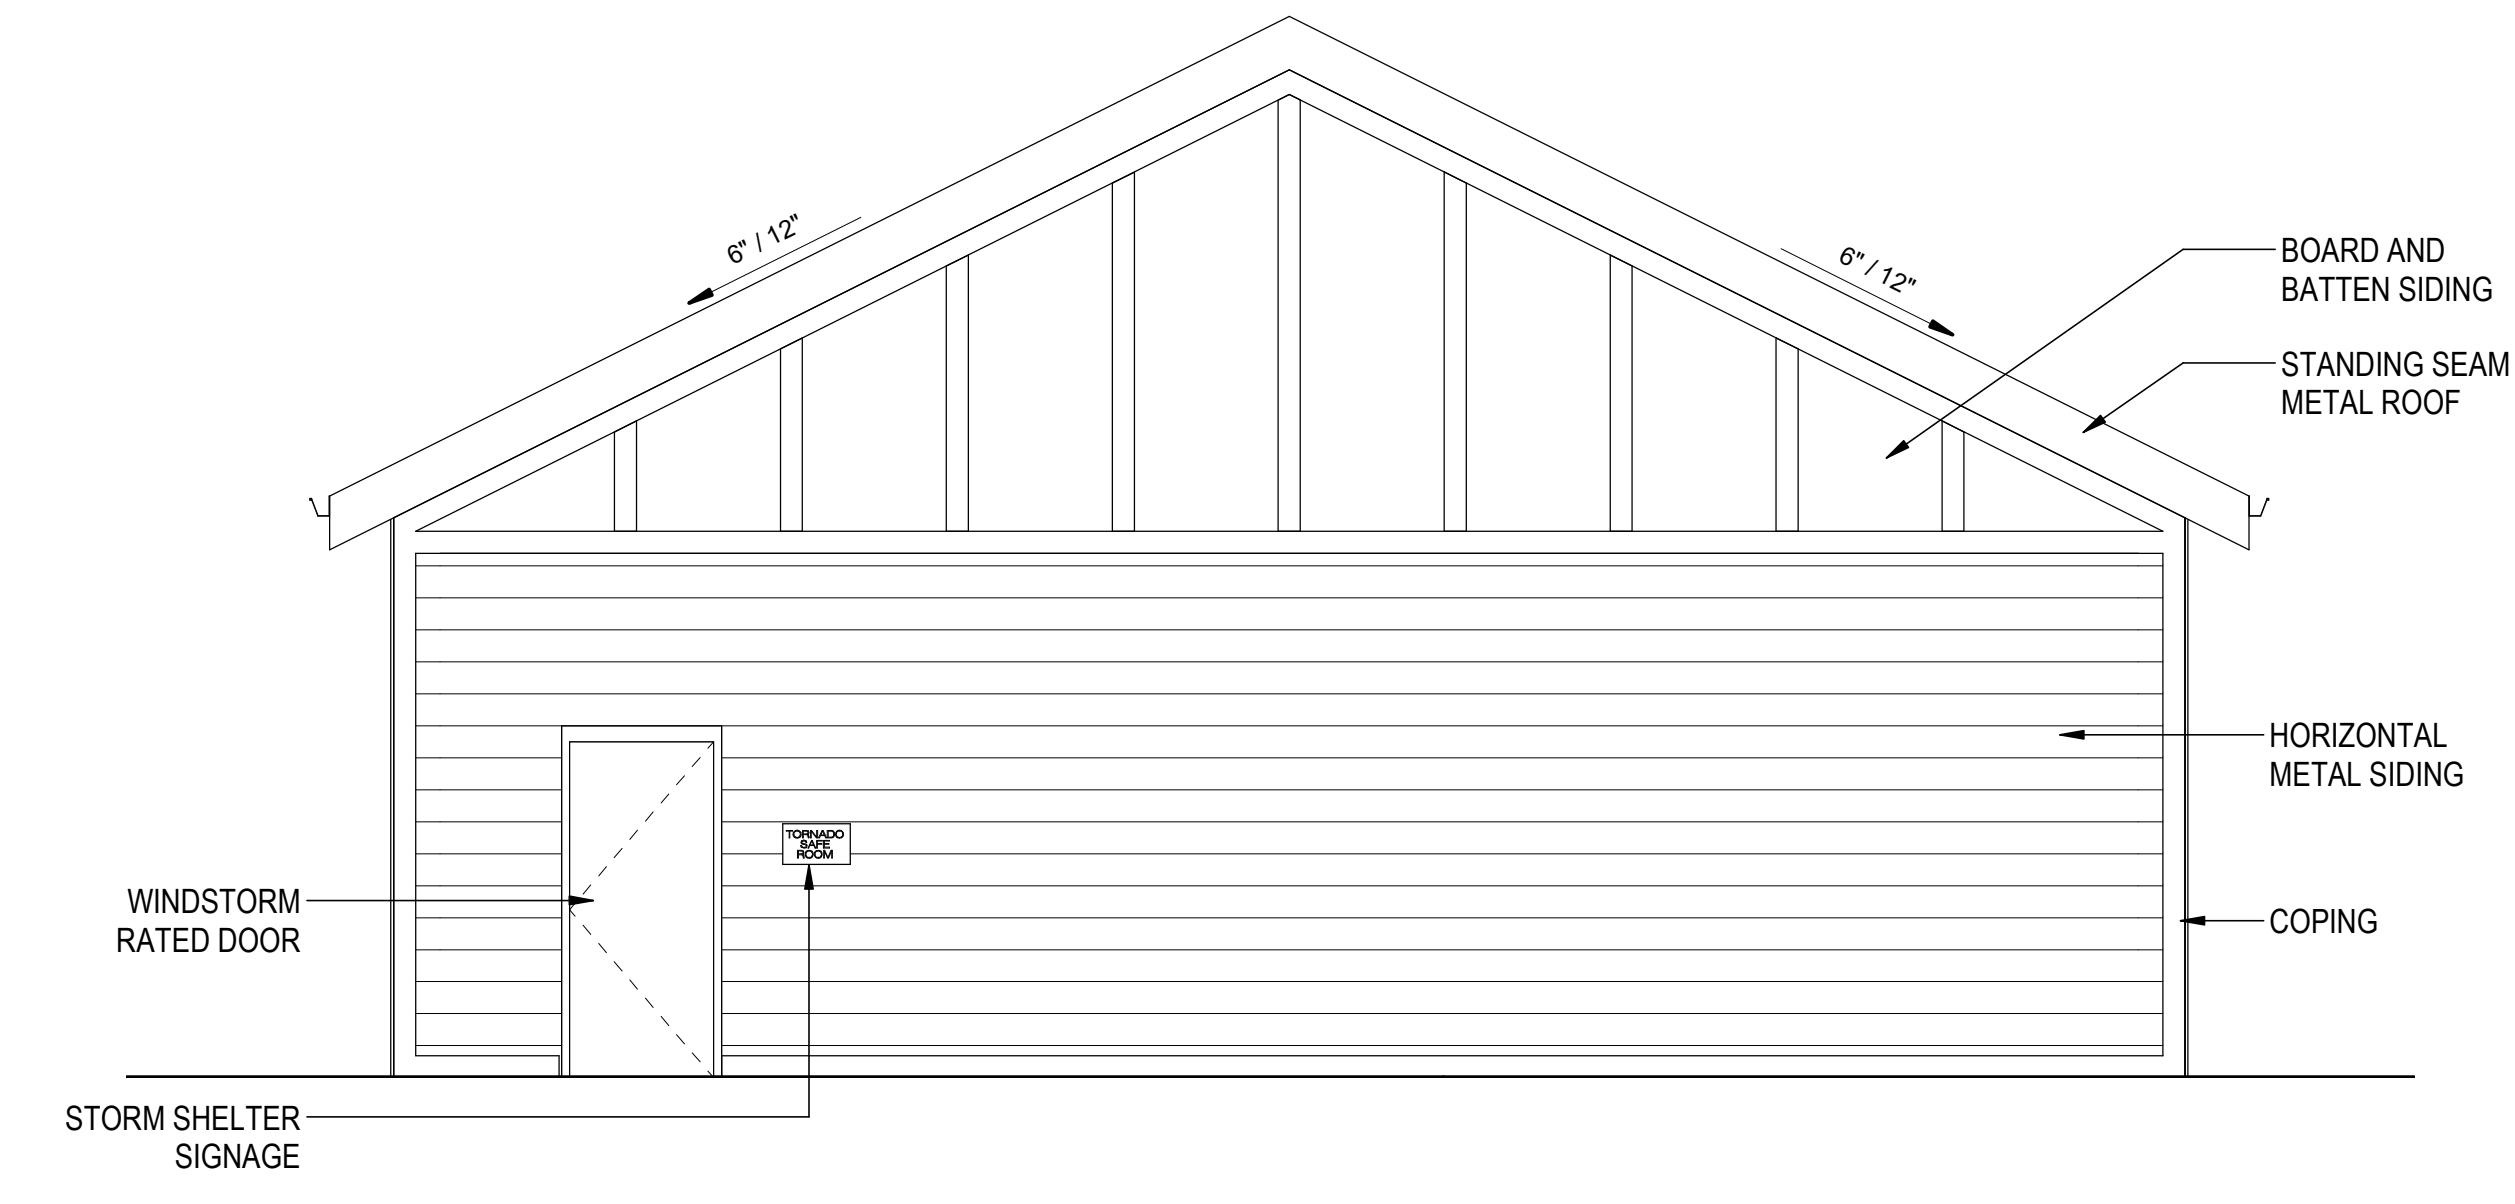 6" / 12"
6" / 12"
BOARD AND
BATTEN SIDING
STANDING SEAM
METAL ROOF
HORIZONTAL
METAL SIDING
TORNADO
SAFE
ROOM
WINDSTORM
RATED DOOR
COPING
STORM SHELTER
SIGNAGE